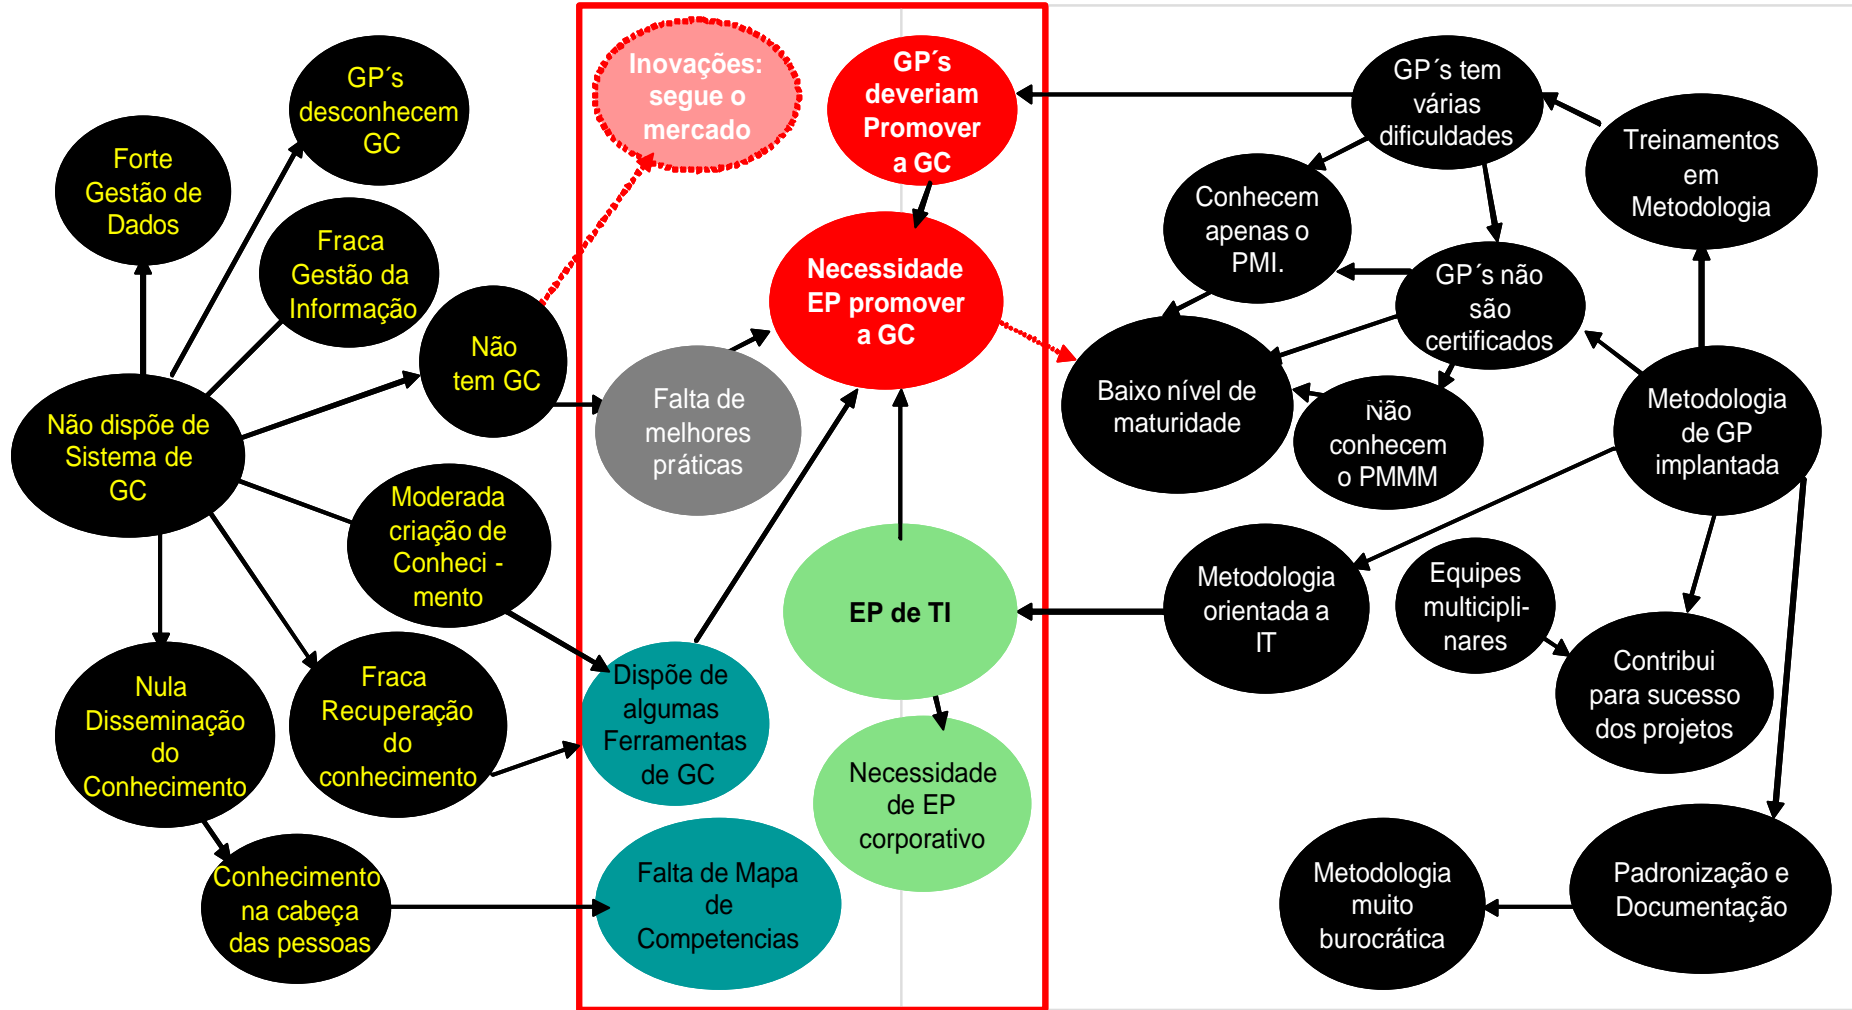 GP´s
desconhecem
GC
Forte
Gestão de
Dados
Fraca
Gestão da
Informação
Não
tem GC
Não dispõe de
Sistema de
GC
Moderada
criação de
Conheci -
mento
Nula
Disseminação
do
Conhecimento
Fraca
Recuperação
do
conhecimento
Conhecimento
na cabeça
das pessoas
Inovações:
segue o
mercado
GP´s
deveriam
Promover
a GC
Necessidade
EP promover
a GC
Falta de
melhores
práticas
EP de TI
Dispõe de
algumas
Ferramentas
de GC
Necessidade
de EP
corporativo
Falta de Mapa
de
Competencias
GP´s tem
várias
dificuldades
Treinamentos
em
Metodologia
Conhecem
apenas o
PMI.
GP´s não
são
certificados
Baixo nível de
maturidade
Não
conhecem
o PMMM
Metodologia
de GP
implantada
Metodologia
orientada a
IT
Equipes
multicipli-
nares
Contribui
para sucesso
dos projetos
Metodologia
muito
burocrática
Padronização e
Documentação